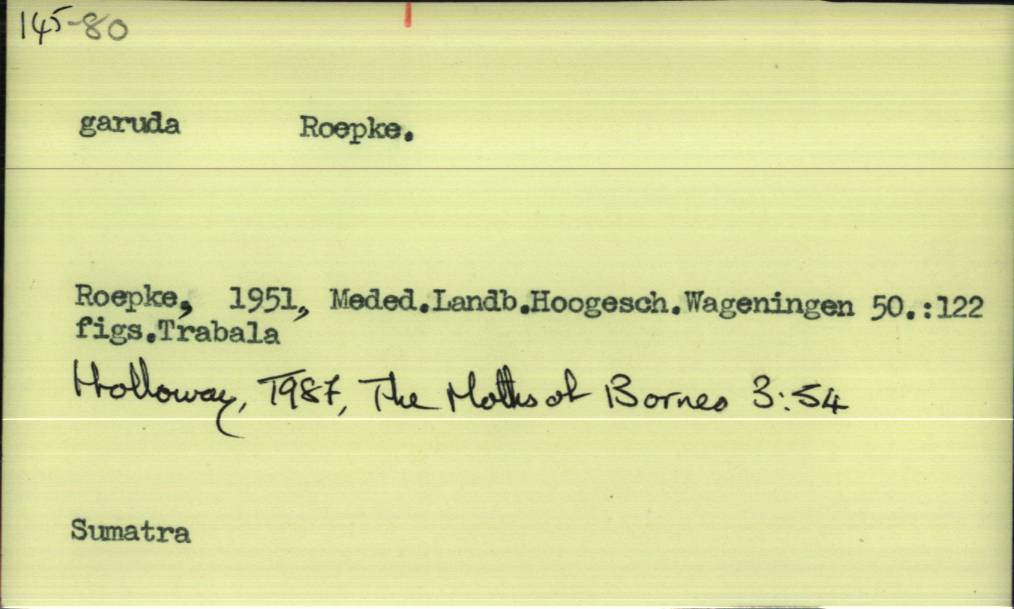 145-80
garuda Roepke.
Roepke, 1951, Meded.Landb.Hoogesch.Wageningen 50.:122
figs.Trabala
Holloway, 1987, The Moths of Borneo 3:54
Sumatra